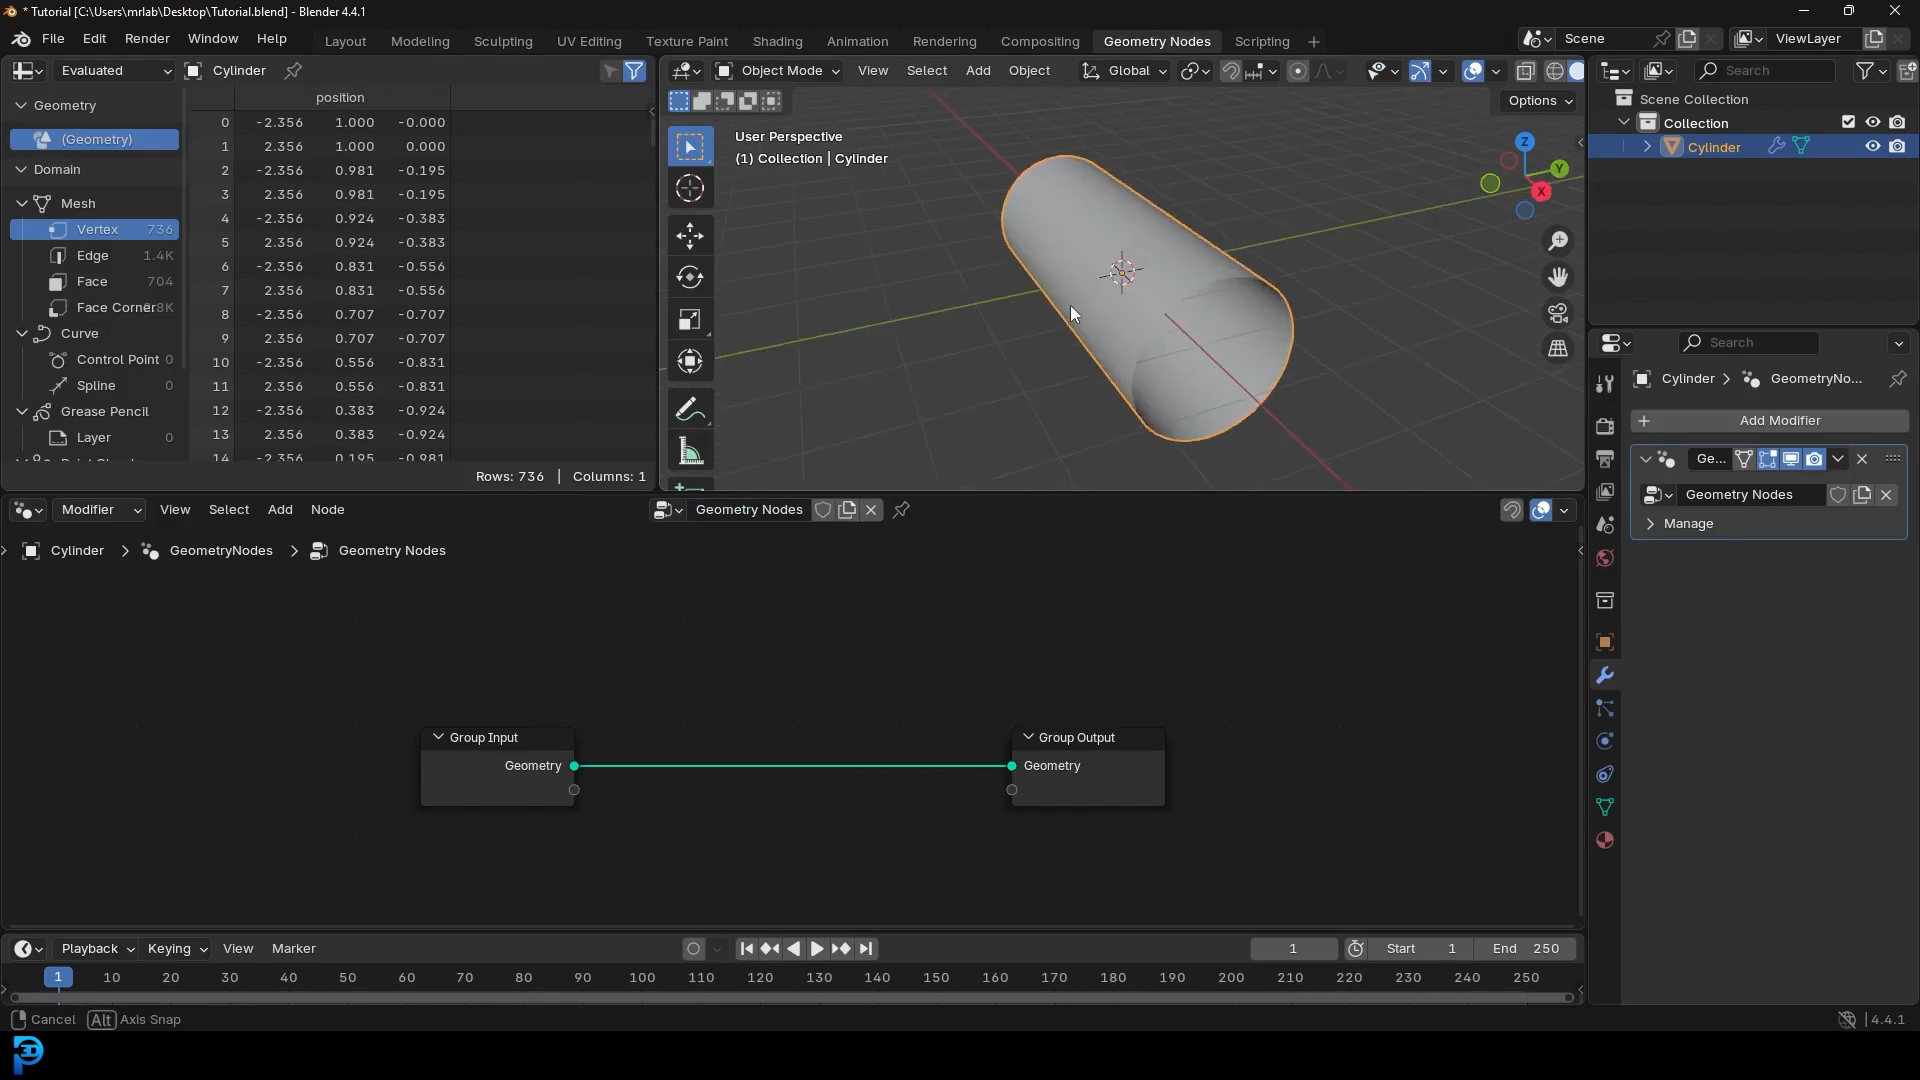 * Tutorial [C:\Users\mrlab\Desktop\Tutorial.blend] - Blender 4.4.1
File Edit Render Window Help Layout Modeling Sculpting UV Editing Texture Paint Shading Animation Rendering Compositing Geometry Nodes Scripting + Scene ViewLayer
Evaluated Cylinder
Object Mode View Select Add Object Global
Search
Options
Geometry
(Geometry)
Domain
Mesh
Vertex 736
Edge 1.4K
Face 704
Face Corner
Curve
Control Point 0
Spline 0
Grease Pencil
Layer 0
position
0 -2.356 1.000 -0.000
1 2.356 1.000 0.000
2 -2.356 0.981 -0.195
3 2.356 0.981 -0.195
4 -2.356 0.924 -0.383
5 2.356 0.924 -0.383
6 -2.356 0.831 -0.556
7 2.356 0.831 -0.556
8 -2.356 0.707 -0.707
9 2.356 0.707 -0.707
10 -2.356 0.556 -0.831
11 2.356 0.556 -0.831
12 -2.356 0.383 -0.924
13 2.356 0.383 -0.924
14 -2.356 0.195 -0.981
Rows: 736 | Columns: 1
User Perspective
(1) Collection | Cylinder
Z
Y
X
Scene Collection
Collection
Cylinder
Search
Cylinder > GeometryNo...
+ Add Modifier
Ge...
Geometry Nodes
Manage
Modifier View Select Add Node Geometry Nodes
Cylinder > GeometryNodes > Geometry Nodes
Group Input
Geometry
Group Output
Geometry
Playback Keying View Marker 1 Start 1 End 250
1 10 20 30 40 50 60 70 80 90 100 110 120 130 140 150 160 170 180 190 200 210 220 230 240 250
Cancel Alt Axis Snap
4.4.1